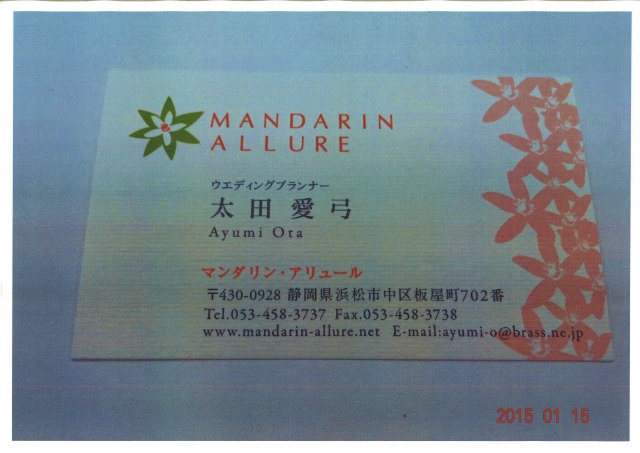 MANDARIN
ALLURE
ウエディングプランナー
太田愛弓
Ayumi Ota
マンダリン・アリュール
〒430-0928 静岡県浜松市中区板屋町702番
Tel.053-458-3737 Fax.053-458-3738
www.mandarin-allure.net E-mail:ayumi-o@brass.ne.jp
2015 01 15